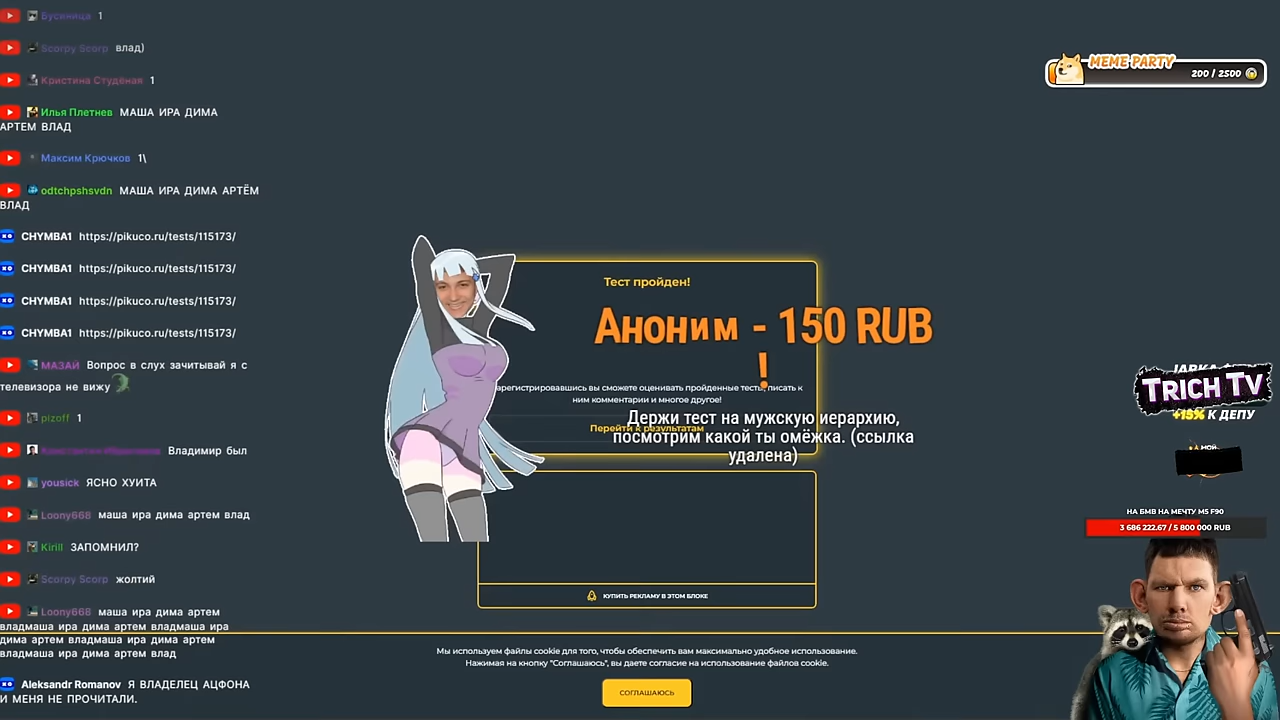 Бусиница 1
Scorpy Scorp влад)
Кристина Студёная 1
Илья Плетнев МАША ИРА ДИМА
АРТЕМ ВЛАД
Максим Крючков 1\
odtchpshsvdn МАША ИРА ДИМА АРТЁМ
ВЛАД
CHYMBA1 https://pikuco.ru/tests/115173/
CHYMBA1 https://pikuco.ru/tests/115173/
CHYMBA1 https://pikuco.ru/tests/115173/
CHYMBA1 https://pikuco.ru/tests/115173/
МАЗАЙ Вопрос в слух зачитывай я с
телевизора не вижу
pizoff 1
Владимир был
yousick ЯСНО ХУИТА
Loony668 маша ира дима артем влад
Kirill ЗАПОМНИЛ?
Scorpy Scorp жолтий
Loony668 маша ира дима артем
владмаша ира дима артем владмаша ира
дима артем владмаша ира дима артем
владмаша ира дима артем влад
Aleksandr Romanov Я ВЛАДЕЛЕЦ АЦФОНА
И МЕНЯ НЕ ПРОЧИТАЛИ.
Тест пройден!
Аноним - 150 RUB
!
арегистрировавшись вы сможете оценивать пройденные тесты, писать к
ним комментарии и многое другое!
Перейти к результатам
Держи тест на мужскую иерархию,
посмотрим какой ты омёжка. (ссылка
удалена)
КУПИТЬ РЕКЛАМУ В ЭТОМ БЛОКЕ
Мы используем файлы cookie для того, чтобы обеспечить вам максимально удобное использование.
Нажимая на кнопку "Соглашаюсь", вы даете согласие на использование файлов cookie.
СОГЛАШАЮСЬ
MEME PARTY
200 / 2500
TRICH TV
+15% К ДЕПУ
МОЙ
НА БМВ НА МЕЧТУ M5 F90
3 686 222.67 / 5 800 000 RUB